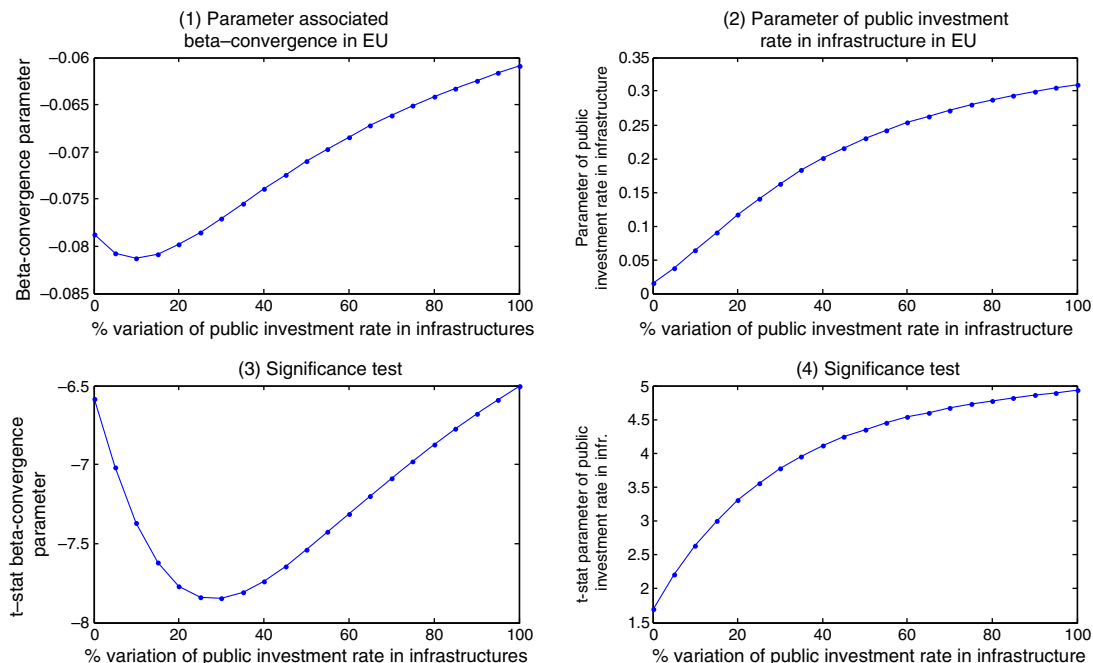 (1) Parameter associated
beta–convergence in EU
−0.06
−0.065
−0.07
−0.075
−0.08
−0.085
Beta-convergence parameter
0
20
40
60
80
100
% variation of public investment rate in infrastructures
(2) Parameter of public investment
rate in infrastructure in EU
0.35
0.3
0.25
0.2
0.15
0.1
0.05
0
Parameter of public
investment rate in infrastructure
0
20
40
60
80
100
% variation of public investment rate in infrastructure
(3) Significance test
−6.5
−7
−7.5
−8
t–stat beta-convergence
parameter
0
20
40
60
80
100
% variation of public investment rate in infrastructures
(4) Significance test
5
4.5
4
3.5
3
2.5
2
1.5
t-stat parameter of public
investment rate in infr.
0
20
40
60
80
100
% variation of public investment rate in infrastructure